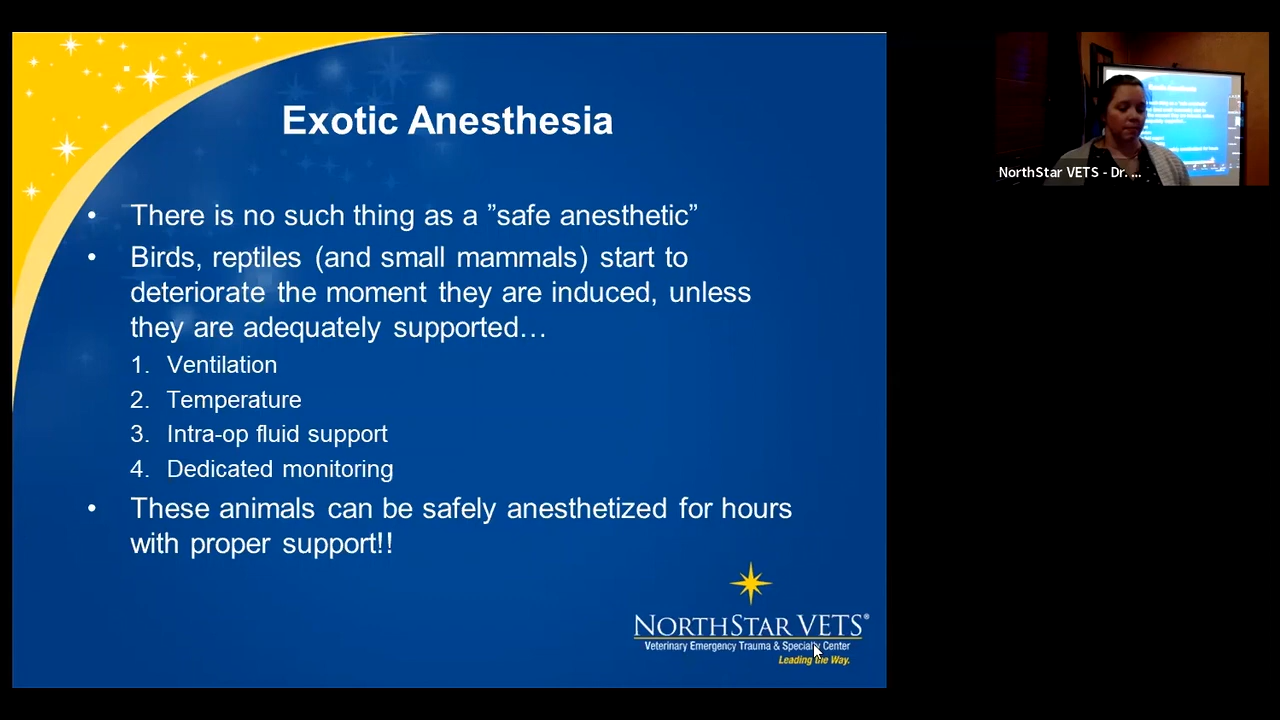 Exotic Anesthesia
• There is no such thing as a ”safe anesthetic”
• Birds, reptiles (and small mammals) start to
deteriorate the moment they are induced, unless
they are adequately supported…
1. Ventilation
2. Temperature
3. Intra-op fluid support
4. Dedicated monitoring
• These animals can be safely anesthetized for hours
with proper support!!
NORTHSTAR VETS®
Veterinary Emergency Trauma & Specialty Center
Leading the Way.
NorthStar VETS - Dr. ...
Exotic Anesthesia